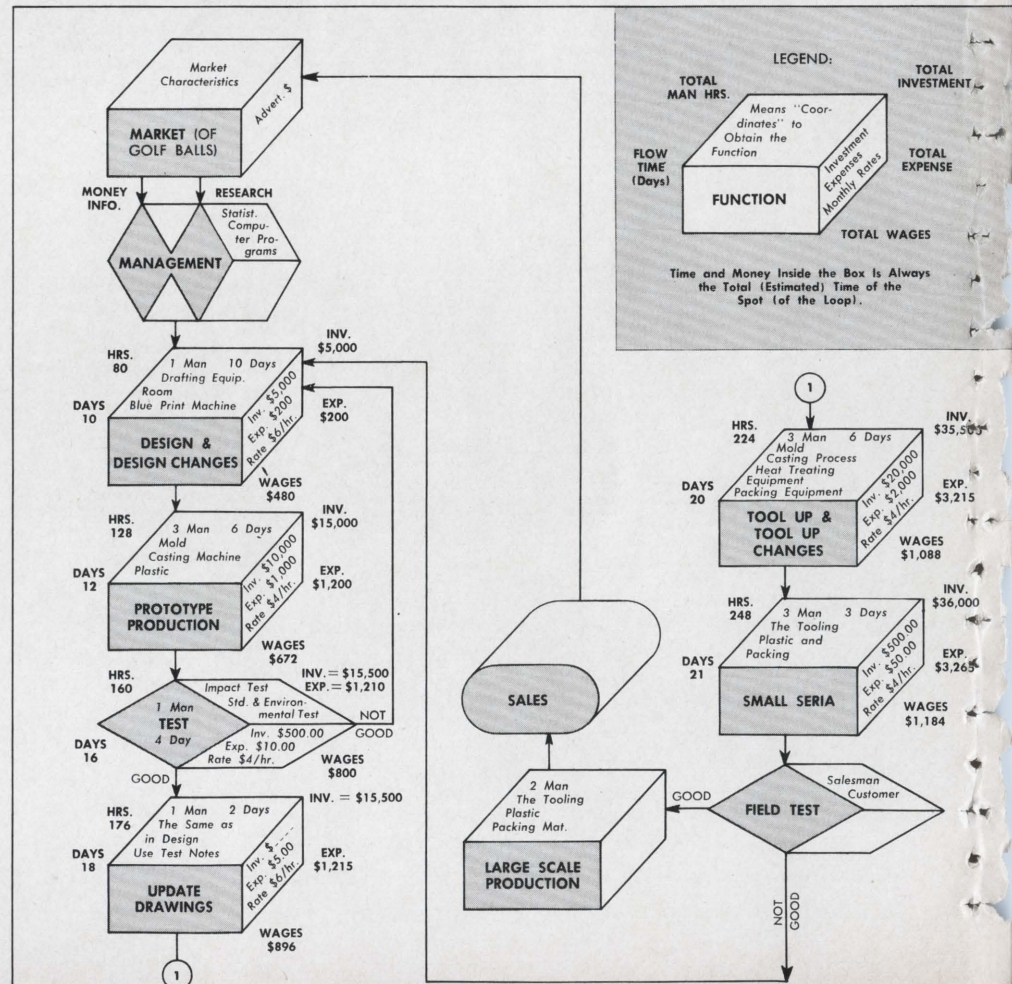 Market
Characteristics
Advert. $
MARKET (OF
GOLF BALLS)
MONEY
INFO.
RESEARCH
Statist.
Compu-
ter Pro-
grams
MANAGEMENT
HRS.
80
1 Man 10 Days
Drafting Equip.
Room
Blue Print Machine
INV.
$5,000
Inv. $5,000
Exp. $200
Rate $6/hr.
EXP.
$200
DAYS
10
DESIGN &
DESIGN CHANGES
WAGES
$480
HRS.
128
3 Man 6 Days
Mold
Casting Machine
Plastic
INV.
$15,000
Inv. $10,000
Exp. $1,000
Rate $4/hr.
EXP.
$1,200
DAYS
12
PROTOTYPE
PRODUCTION
WAGES
$672
HRS.
160
Impact Test
Std. & Environ-
mental Test
INV. = $15,500
EXP. = $1,210
1 Man
TEST
4 Day
Inv. $500.00
Exp. $10.00
Rate $4/hr.
NOT
GOOD
DAYS
16
WAGES
$800
GOOD
HRS.
176
1 Man 2 Days
The Same as
in Design
Use Test Notes
INV. = $15,500
Inv. $----
Exp. $5.00
Rate $6/hr.
EXP.
$1,215
DAYS
18
UPDATE
DRAWINGS
WAGES
$896
1
LEGEND:
TOTAL
MAN HRS.
TOTAL
INVESTMENT
Means "Coor-
dinates" to
Obtain the
Function
FLOW
TIME
(Days)
Investment
Expenses
Monthly Rates
TOTAL
EXPENSE
FUNCTION
TOTAL WAGES
Time and Money Inside the Box Is Always
the Total (Estimated) Time of the
Spot (of the Loop).
1
HRS.
224
3 Man 6 Days
Mold
Casting Process
Heat Treating
Equipment
Packing Equipment
INV.
$35,500
Inv. $20,000
Exp. $2,000
Rate $4/hr.
EXP.
$3,215
DAYS
20
TOOL UP &
TOOL UP
CHANGES
WAGES
$1,088
HRS.
248
3 Man 3 Days
The Tooling
Plastic and
Packing
INV.
$36,000
Inv. $500.00
Exp. $50.00
Rate $4/hr.
EXP.
$3,265
DAYS
21
SMALL SERIA
WAGES
$1,184
FIELD TEST
Salesman
Customer
GOOD
NOT
GOOD
2 Man
The Tooling
Plastic
Packing Mat.
LARGE SCALE
PRODUCTION
SALES